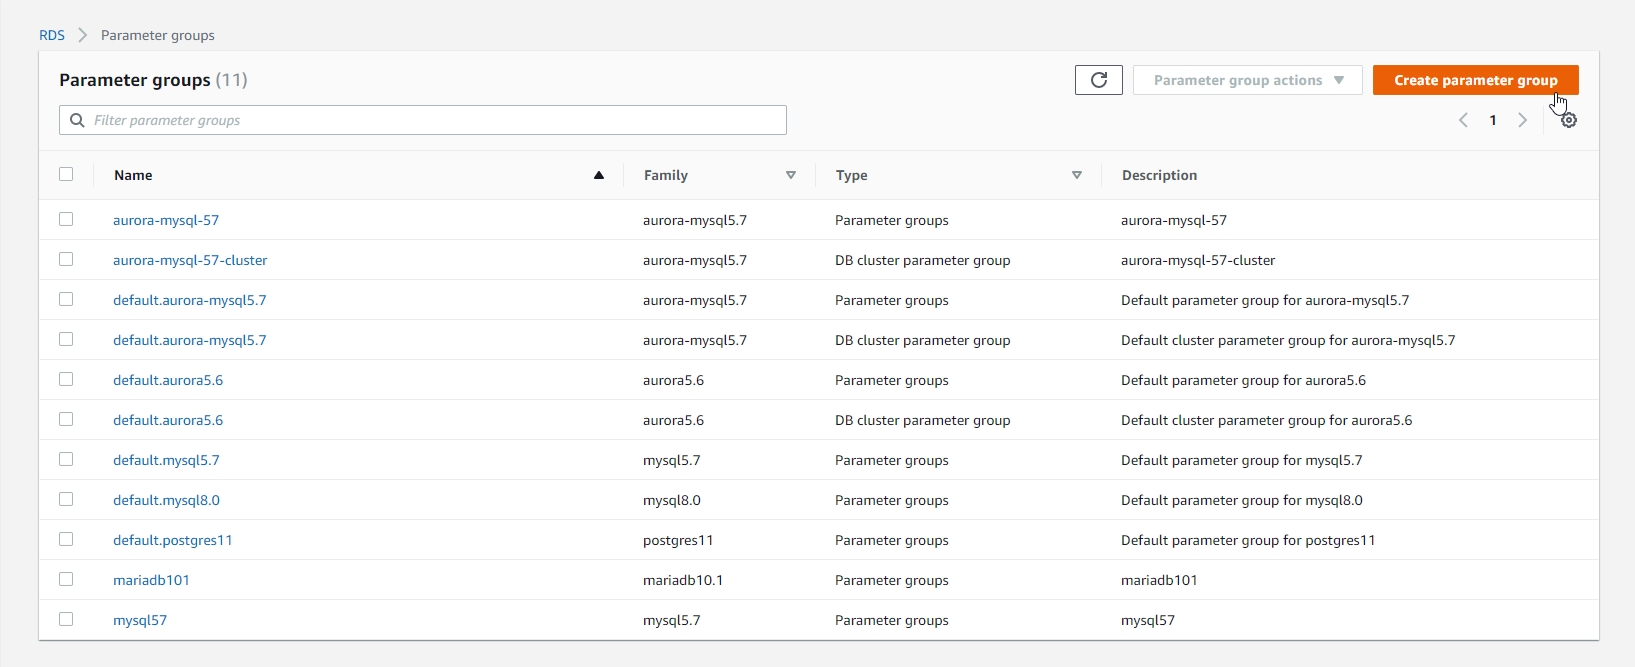 RDS > Parameter groups
Parameter groups (11)
Parameter group actions
Create parameter group
Filter parameter groups
1
Name Family Type Description
aurora-mysql-57 aurora-mysql5.7 Parameter groups aurora-mysql-57
aurora-mysql-57-cluster aurora-mysql5.7 DB cluster parameter group aurora-mysql-57-cluster
default.aurora-mysql5.7 aurora-mysql5.7 Parameter groups Default parameter group for aurora-mysql5.7
default.aurora-mysql5.7 aurora-mysql5.7 DB cluster parameter group Default cluster parameter group for aurora-mysql5.7
default.aurora5.6 aurora5.6 Parameter groups Default parameter group for aurora5.6
default.aurora5.6 aurora5.6 DB cluster parameter group Default cluster parameter group for aurora5.6
default.mysql5.7 mysql5.7 Parameter groups Default parameter group for mysql5.7
default.mysql8.0 mysql8.0 Parameter groups Default parameter group for mysql8.0
default.postgres11 postgres11 Parameter groups Default parameter group for postgres11
mariadb101 mariadb10.1 Parameter groups mariadb101
mysql57 mysql5.7 Parameter groups mysql57